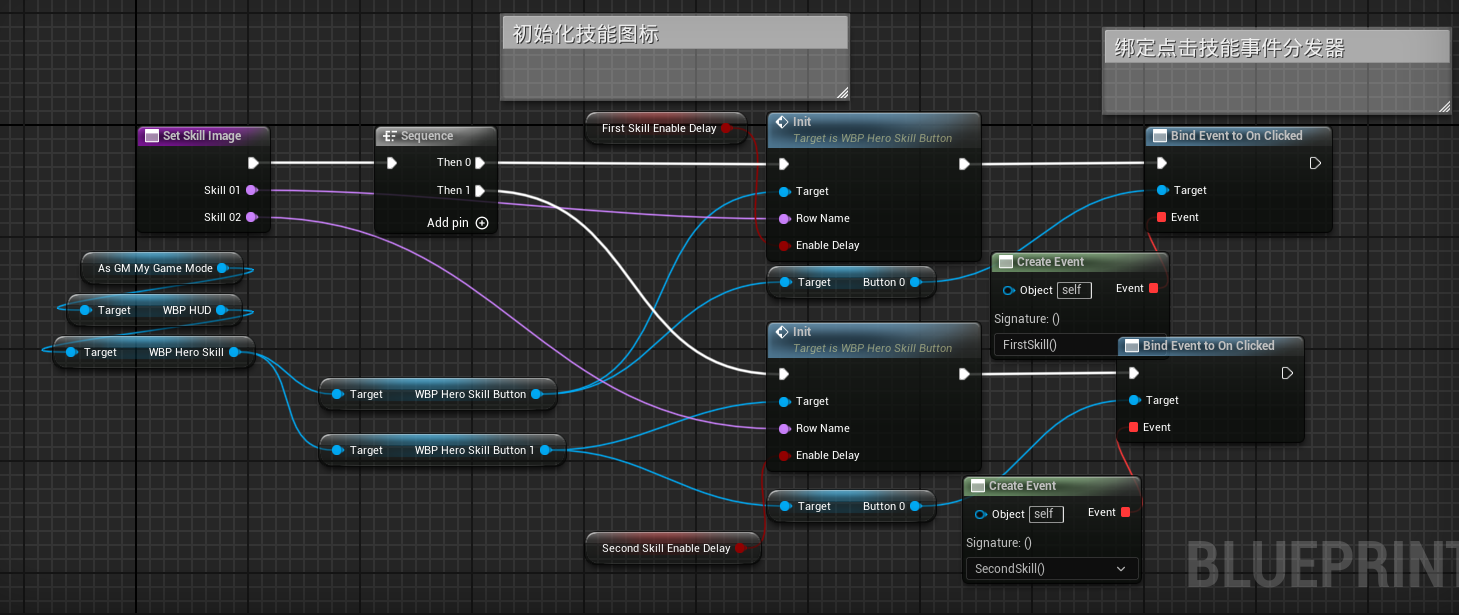 初始化技能图标
绑定点击技能事件分发器
Set Skill Image
Skill 01
Skill 02
Sequence
Then 0
Then 1
Add pin
First Skill Enable Delay
Init
Target is WBP Hero Skill Button
Target
Row Name
Enable Delay
Bind Event to On Clicked
Target
Event
As GM My Game Mode
Target WBP HUD
Target WBP Hero Skill
Target WBP Hero Skill Button
Target WBP Hero Skill Button 1
Target Button 0
Create Event
Object self Event
Signature: ()
FirstSkill()
Init
Target is WBP Hero Skill Button
Target
Row Name
Enable Delay
Bind Event to On Clicked
Target
Event
Target Button 0
Second Skill Enable Delay
Create Event
Object self Event
Signature: ()
SecondSkill()
BLUEPRINT